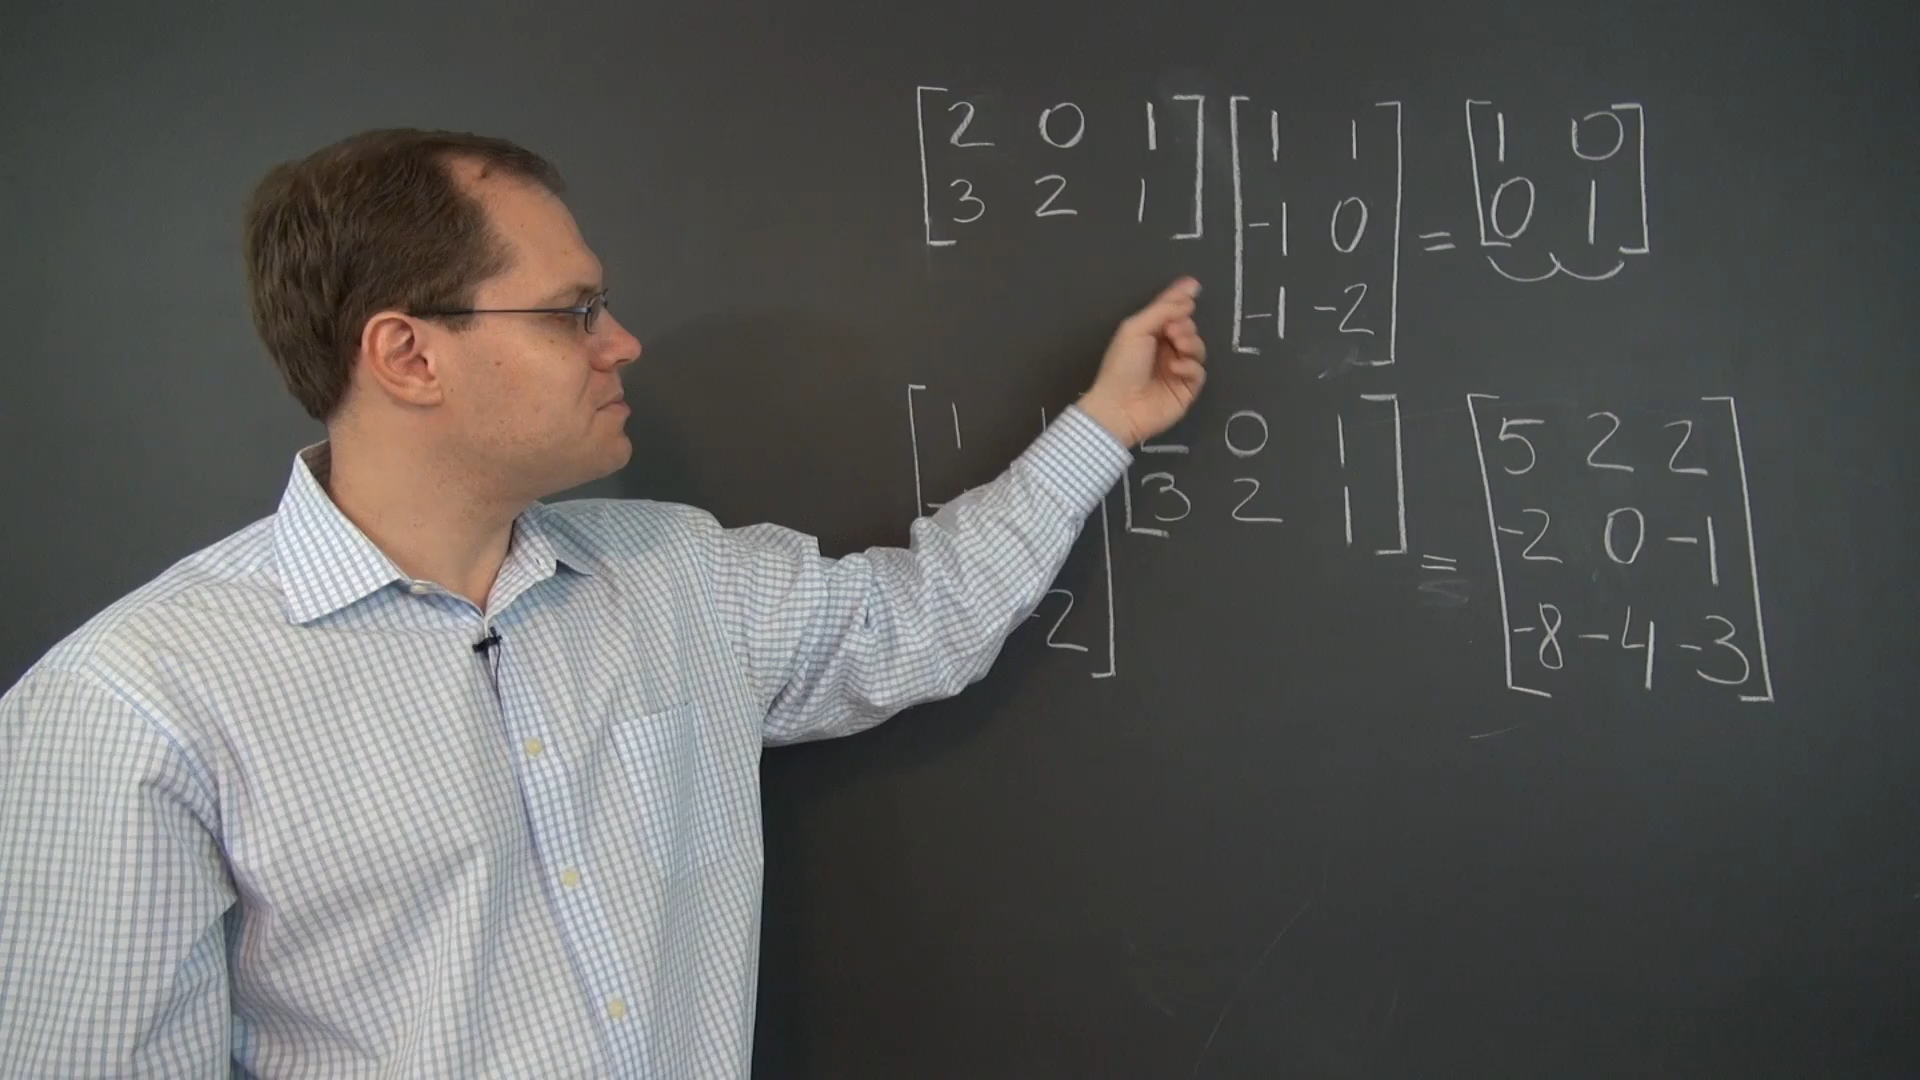 2 0 1 1 1 1 0
3 2 1 -1 0 = 0 1
-1 -2
1 0 1 5 2 2
3 2 1 = -2 0 -1
-2 -8 -4 -3